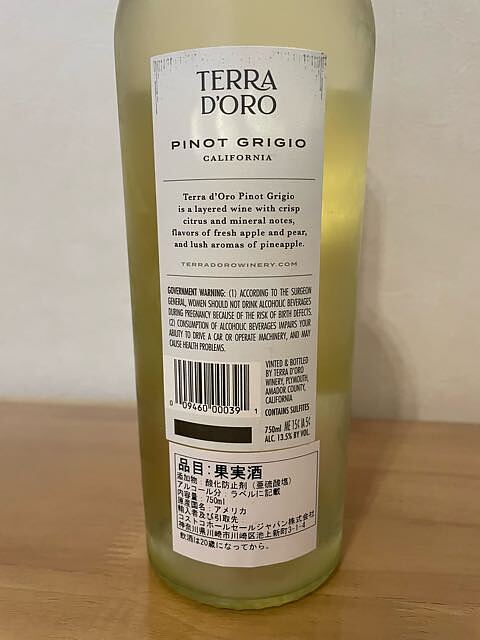 TERRA
D'ORO
PINOT GRIGIO
CALIFORNIA
Terra d'Oro Pinot Grigio
is a layered wine with crisp
citrus and mineral notes,
flavors of fresh apple and pear,
and lush aromas of pineapple.
TERRADOROWINERY.COM
GOVERNMENT WARNING: (1) ACCORDING TO THE SURGEON
GENERAL, WOMEN SHOULD NOT DRINK ALCOHOLIC BEVERAGES
DURING PREGNANCY BECAUSE OF THE RISK OF BIRTH DEFECTS.
(2) CONSUMPTION OF ALCOHOLIC BEVERAGES IMPAIRS YOUR
ABILITY TO DRIVE A CAR OR OPERATE MACHINERY, AND MAY
CAUSE HEALTH PROBLEMS.
0 09460 00039 1
VINTED & BOTTLED
BY TERRA D'ORO
WINERY, PLYMOUTH,
AMADOR COUNTY,
CALIFORNIA
CONTAINS SULFITES
750ml ME 15¢ IA 5¢
ALC. 13.5% BY VOL.
品目:果実酒
添加物:酸化防止剤(亜硫酸塩)
アルコール分:ラベルに記載
内容量:750ml
原産国名:アメリカ
輸入者及び引取先
コストコホールセールジャパン株式会社
神奈川県川崎市川崎区池上新町3-1-4
飲酒は20歳になってから。